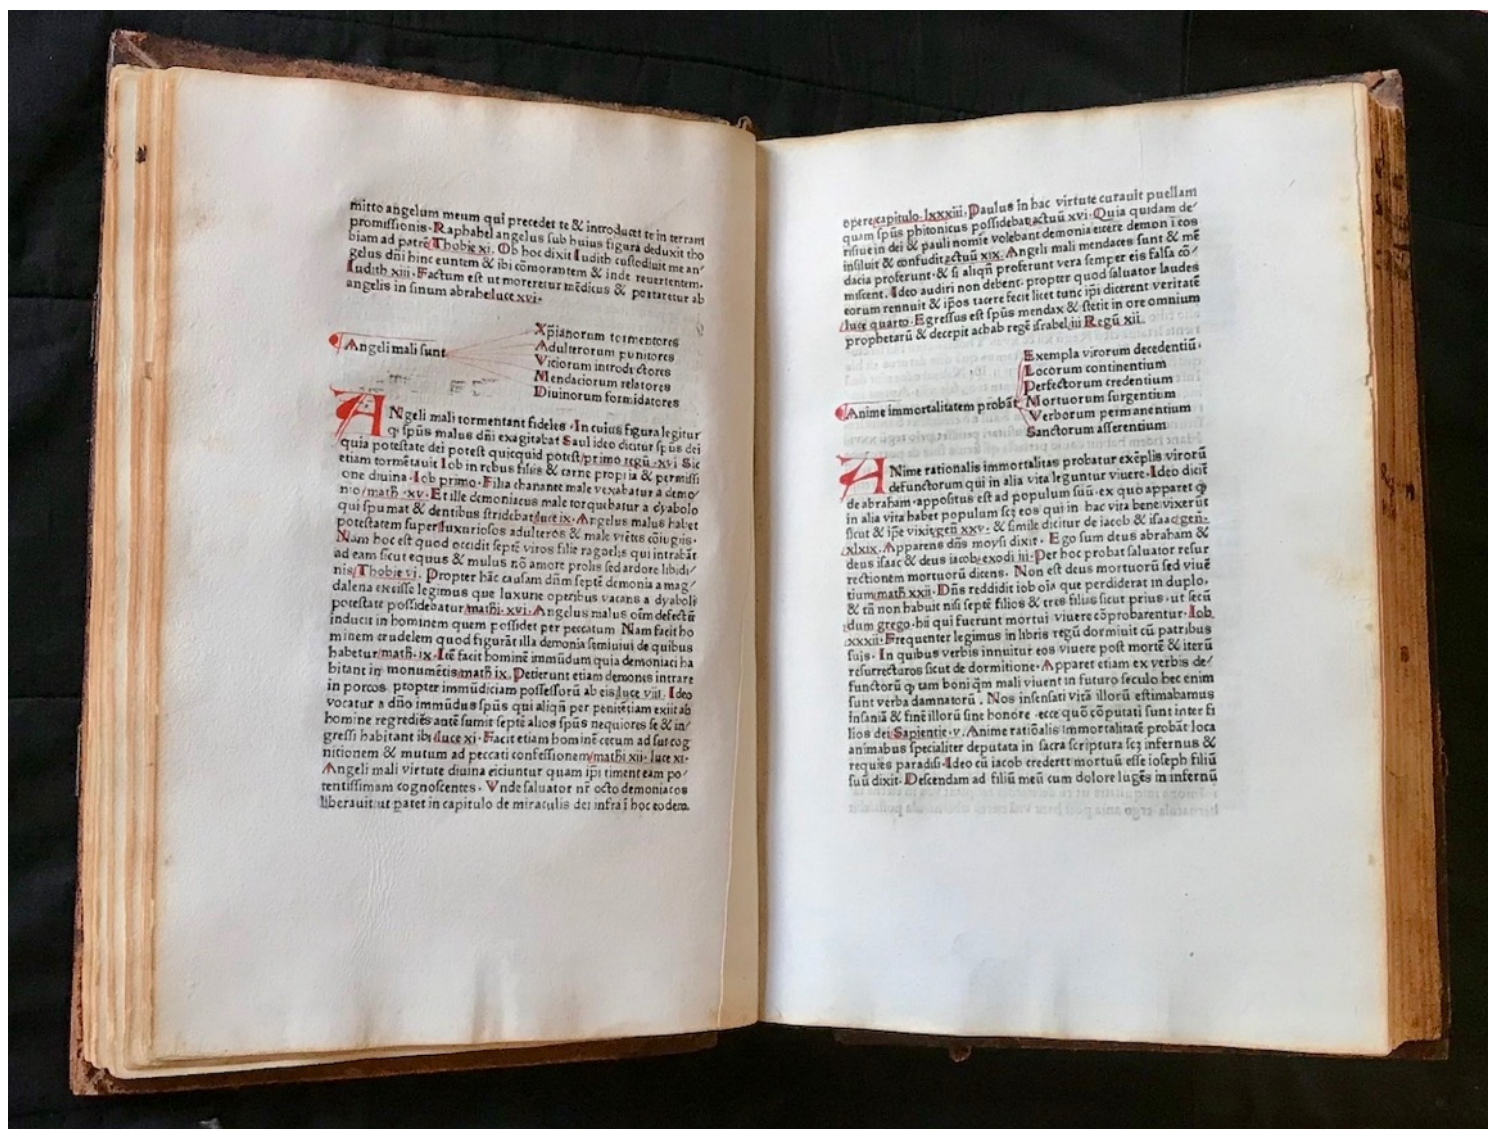 mitto angelum meum qui precedet te & introducet te in terram
promissionis. Raphahel angelus sub huius figura deduxit tho
biam ad patrē Thobie xi. Ob hoc dixit Iudith custodiuit me an/
gelus dñi hinc euntem & ibi cōmorantem & inde reuertentem.
Iudith xiii. Factum est ut moreretur mēdicus & portaretur ab
angelis in sinum abrahe luce xvi.
Angeli mali sunt
Xp̄ianorum tormentores
Adulterorum punitores
Viciorum introductores
Mendaciorum relatores
Diuinorum formidatores
ANgeli mali tormentant fideles. In cuius figura legitur
q spūs malus dñi exagitabat Saul ideo dicitur spūs dei
quia potestate dei potest quicquid potest primo regū. xvi Sic
etiam tormētauit Iob in rebus filiis & carne propria & permissi
one diuina. Iob primo. Filia chananee male vexabatur a demo/
nio math. xv. Et ille demoniacus male torquebatur a dyabolo
qui spumat & dentibus stridebat luce ix. Angelus malus habet
potestatem super luxuriosos adulteros & male vtētes cōiugiis.
Nam hoc est quod occidit septē viros filie raguelis qui intrabāt
ad eam sicut equus & mulus nō amore prolis sed ardore libidi/
nis Thobie vi. Propter hāc causam dñm septē demonia a mag/
dalena eiecisse legimus que luxurie operibus vacans a dyaboli
potestate possidebatur mathi. xvi. Angelus malus oēm defectū
inducit in hominem quem possidet per peccatum Nam facit ho
minem crudelem quod figurāt illa demonia semiuiui de quibus
habetur math. ix. Itē facit hominē immūdum quia demoniaci ha
bitant in monumētis math ix. Petierunt etiam demones intrare
in porcos propter immūdiciam possessorū ab eis luce viii. Ideo
vocatur a dño immūdus spūs qui aliqñ per penitētiam exiit ab
homine regrediēs antē sumit septē alios spūs nequiores se & in/
gressi habitant ibi luce xi. Facit etiam hominē cecum ad sui cog
nitionem & mutum ad peccati confessionem mathi xii. luce xi.
Angeli mali virtute diuina eiciuntur quam ip̄i timent eam po/
tentissimam cognoscentes. Vnde saluator nr̄ octo demoniacos
liberauit ut patet in capitulo de miraculis dei infra ī hoc eodem
opere capitulo. lxxxiii. Paulus in hac virtute curauit puellam
quam spūs phitonicus possidebat actuū xvi. Quia quidam de/
risiue in dei & pauli nomīe volebant demonia eicere demon ī eos
insiluit & confudit actuū xix. Angeli mali mendaces sunt & mē
dacia proferunt. & si aliqñ proferunt vera semper eis falsa cō/
miscent. Ideo audiri non debent. propter quod saluator laudes
eorum rennuit & ip̄os tacere fecit licet tunc ip̄i dicerent veritatē
luce quarto. Egressus est spūs mendax & stetit in ore omnium
prophetarū & decepit achab regē israhel iii Regū xii.
Anime immortalitatem probāt
Exempla virorum decedentiū.
Locorum continentium
Perfectorum credentium
Mortuorum surgentium
Verborum permanentium
Sanctorum asserentium
ANime rationalis immortalitas probatur exēplis virorū
defunctorum qui in alia vita leguntur viuere. Ideo dicit̄
de abraham. appositus est ad populum suū. ex quo apparet ꝙ
in alia vita habet populum scȝ eos qui in hac vita bene vixerūt
sicut & ip̄e vixit gen̄ xxv. & simile dicitur de iacob & isaac gen̄.
xlix. Apparens dñs moysi dixit. Ego sum deus abraham &
deus isaac & deus iacob. exodi iii. Per hoc probat saluator resur
rectionem mortuorū dicens. Non est deus mortuorū sed viuē
tium math xxii. Dñs reddidit iob oīa que perdiderat in duplo.
& tñ non habuit nisi septē filios & tres filias sicut prius. ut secū
dum grego. hii qui fuerunt mortui viuere cōprobarentur. Iob.
xxxii. Frequenter legimus in libris regū dormiuit cū patribus
suis. In quibus verbis innuitur eos viuere post mortē & iterū
resurrecturos sicut de dormitione. Apparet etiam ex verbis de/
functorū ꝙ tam boni q̄m mali viuent in futuro seculo hec enim
sunt verba damnatorū. Nos insensati vitā illorū estimabamus
insaniā & finē illorū sine honore. ecce quō cōputati sunt inter fi
lios dei Sapientie. v. Anime ratiōalis immortalitatē probāt loca
animabus specialiter deputata in sacra scriptura scȝ infernus &
requies paradisi. Ideo cū iacob crederet mortuū esse ioseph filiū
suū dixit. Descendam ad filiū meū cum dolore lugēs in infernū